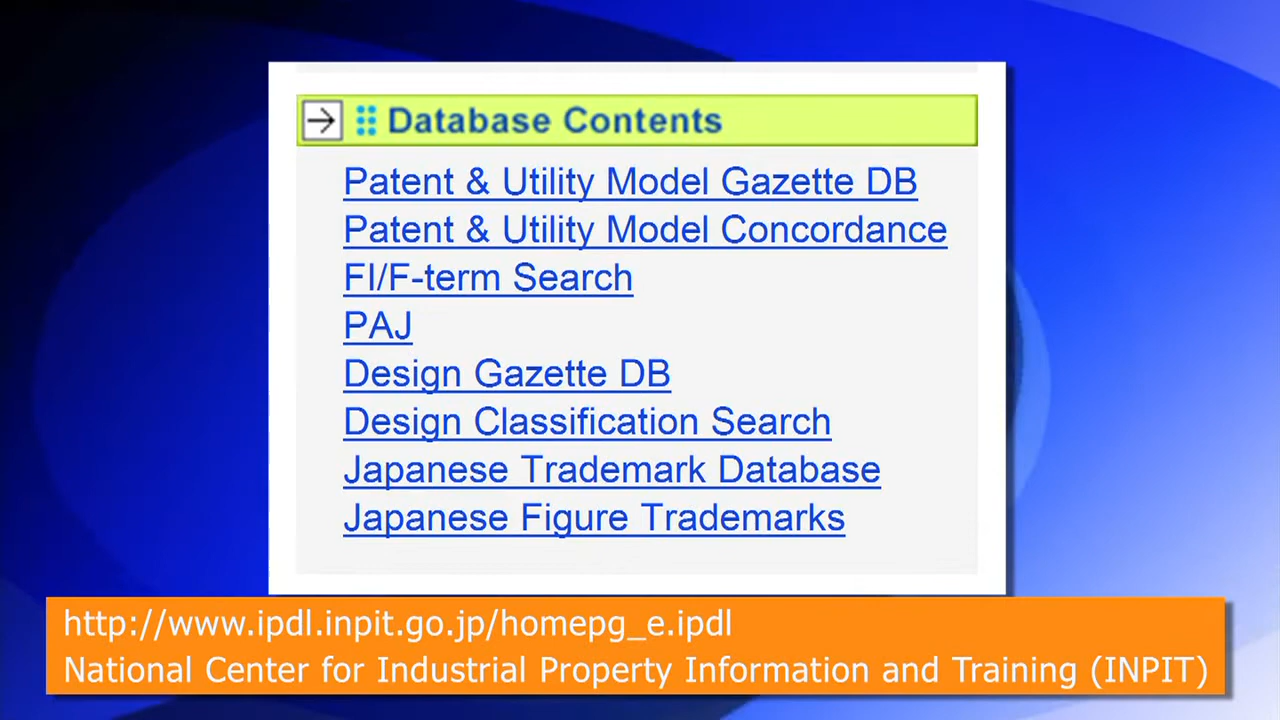 Database Contents
Patent & Utility Model Gazette DB
Patent & Utility Model Concordance
FI/F-term Search
PAJ
Design Gazette DB
Design Classification Search
Japanese Trademark Database
Japanese Figure Trademarks
http://www.ipdl.inpit.go.jp/homepg_e.ipdl
National Center for Industrial Property Information and Training (INPIT)